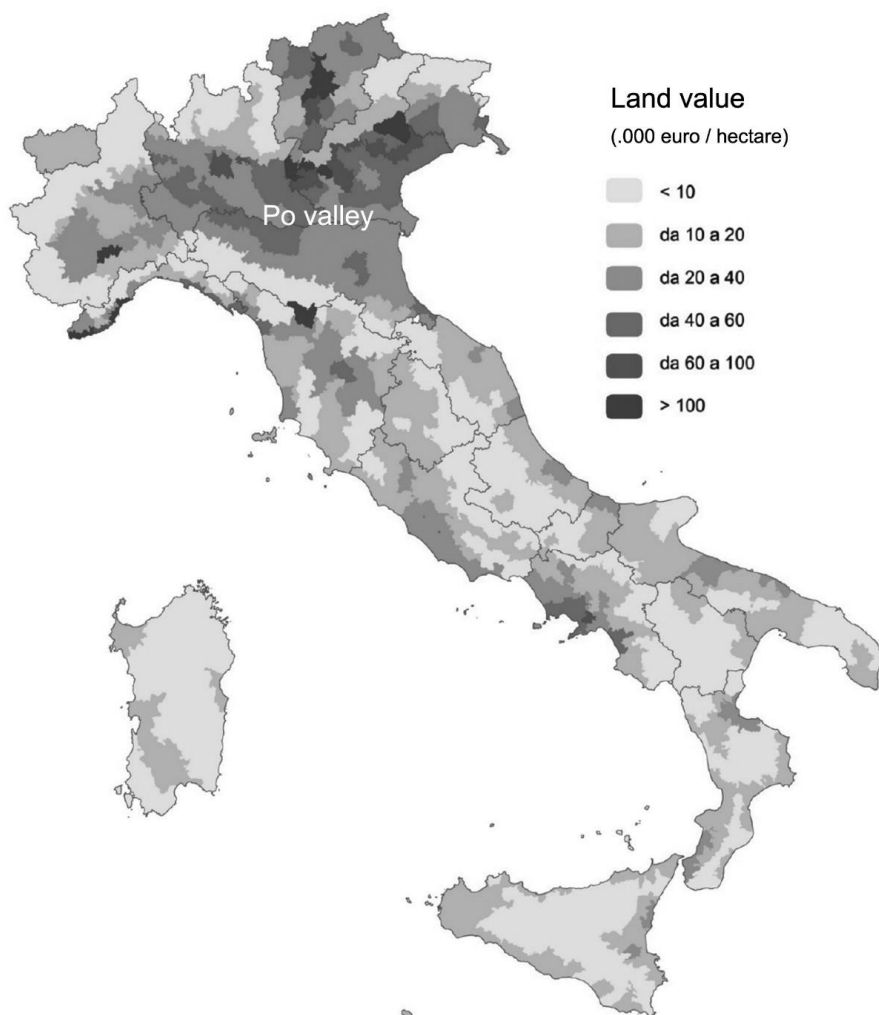 Land value
(.000 euro / hectare)
< 10
da 10 a 20
da 20 a 40
da 40 a 60
da 60 a 100
> 100
Po valley